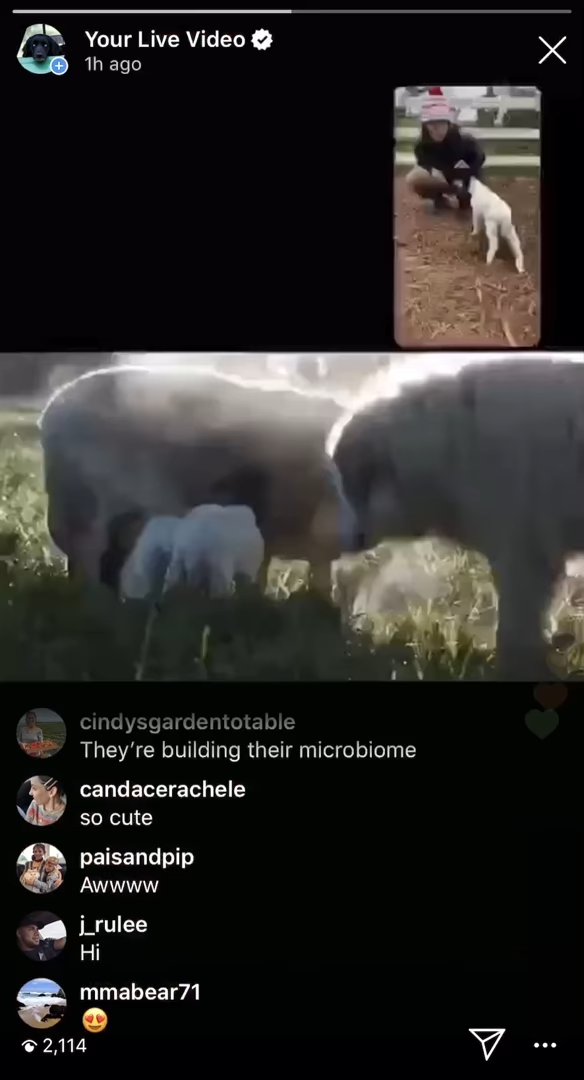 Your Live Video
1h ago
cindysgardentotable
They're building their microbiome
candacerachele
so cute
paisandpip
Awwww
j_rulee
Hi
mmabear71
😍
2,114